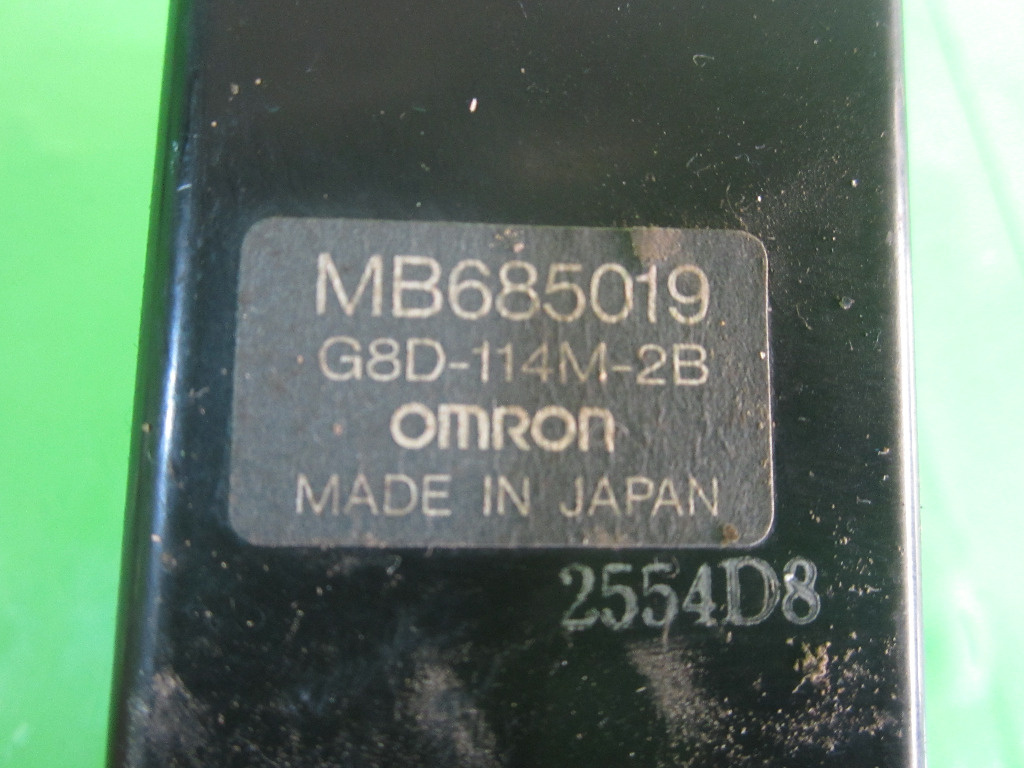 MB685019
G8D-114M-2B
omron
MADE IN JAPAN
2554D8